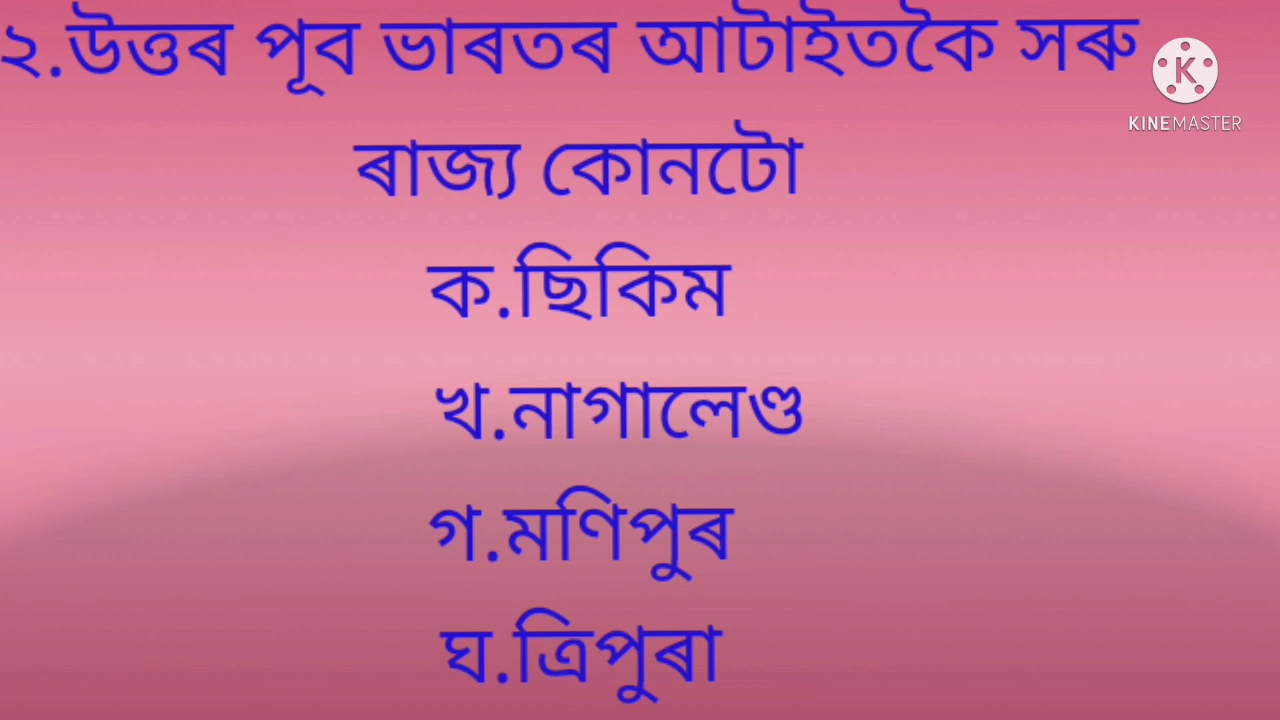 ২.উত্তৰ পূব ভাৰতৰ আটাইতকৈ সৰু
ৰাজ্য কোনটো
ক.ছিকিম
খ.নাগালেণ্ড
গ.মণিপুৰ
ঘ.ত্ৰিপুৰা
K
KINEMASTER